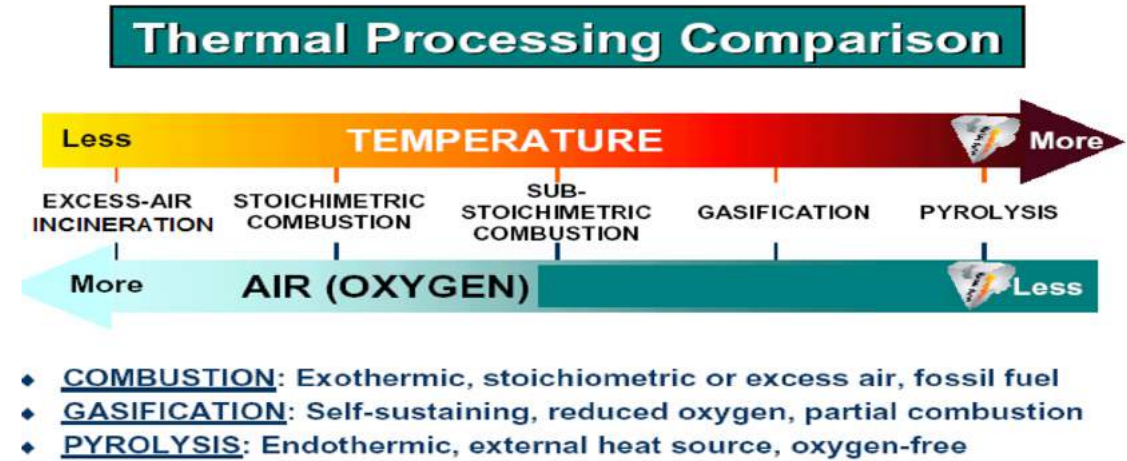 Thermal Processing Comparison
Less TEMPERATURE More
EXCESS-AIR
INCINERATION
STOICHIMETRIC
COMBUSTION
SUB-
STOICHIMETRIC
COMBUSTION
GASIFICATION
PYROLYSIS
More AIR (OXYGEN) Less
◆ COMBUSTION: Exothermic, stoichiometric or excess air, fossil fuel
◆ GASIFICATION: Self-sustaining, reduced oxygen, partial combustion
◆ PYROLYSIS: Endothermic, external heat source, oxygen-free